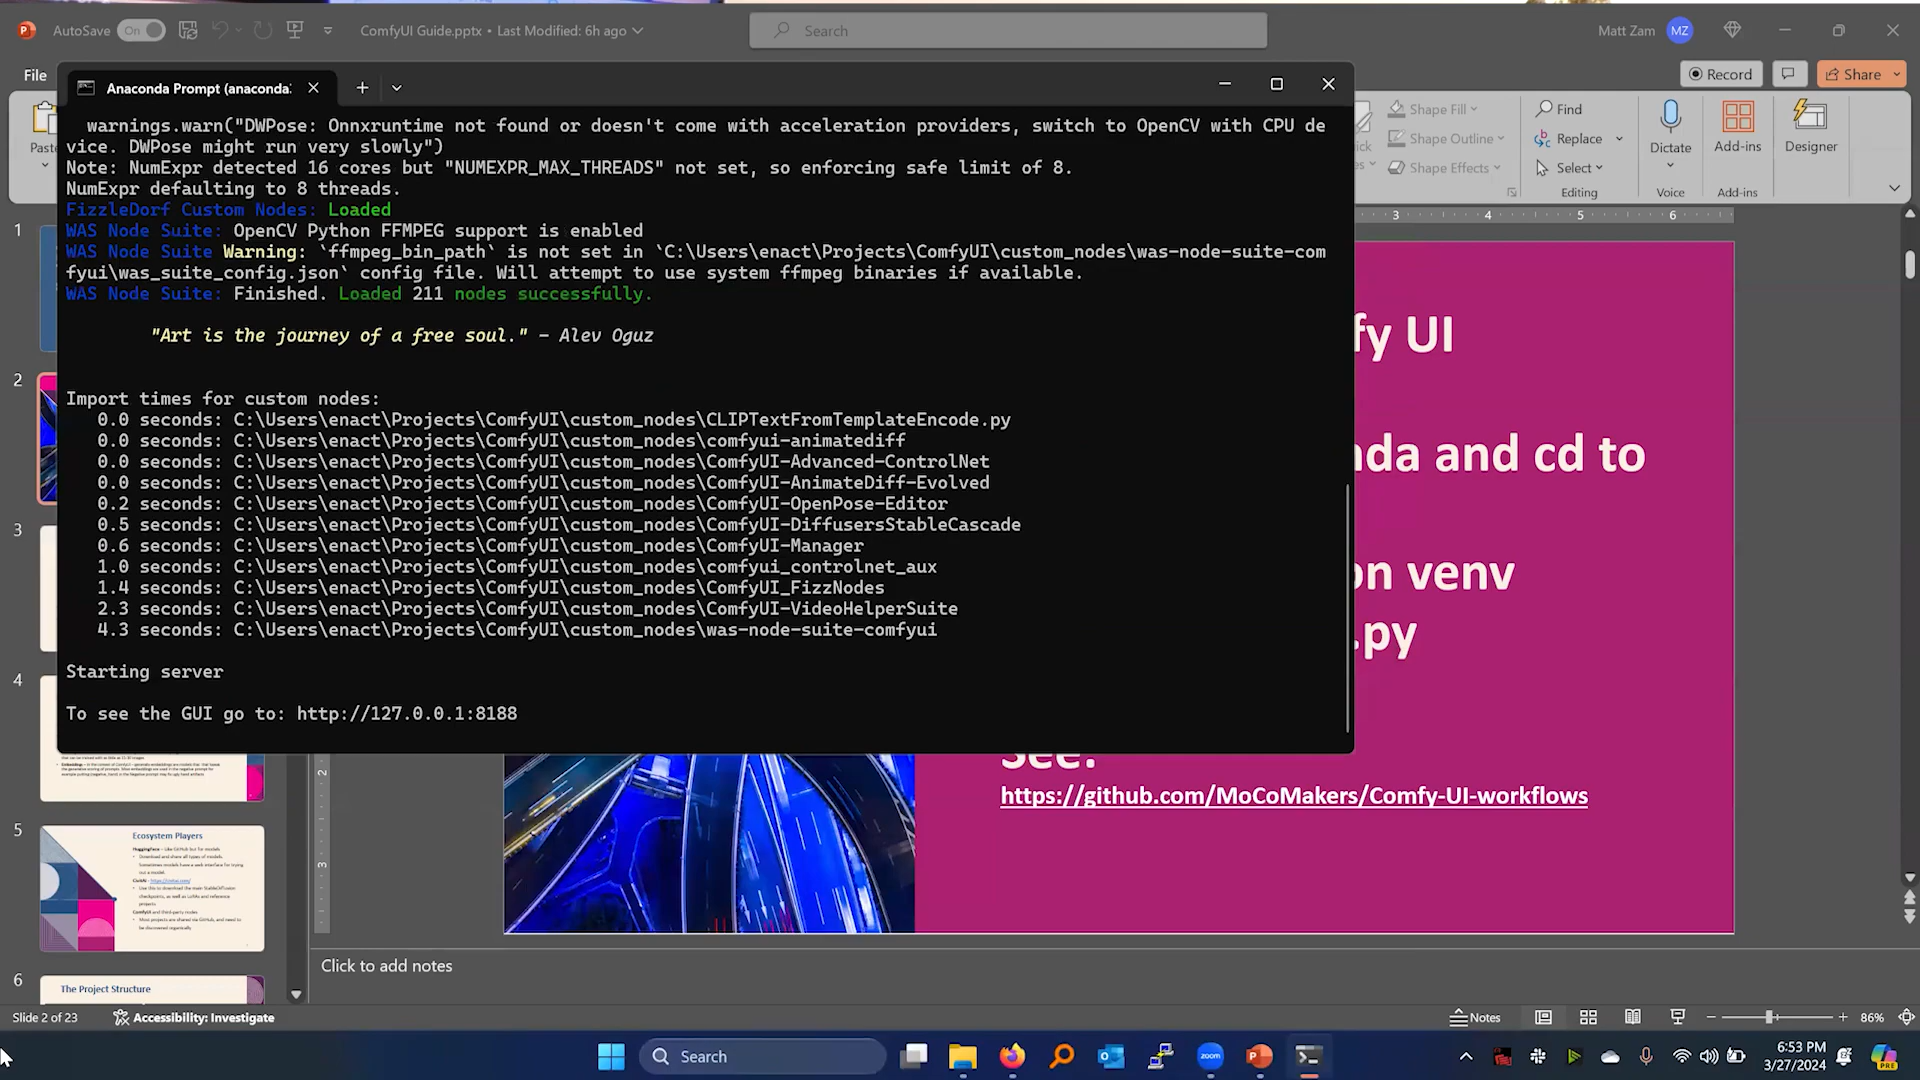 AutoSave On ComfyUI Guide.pptx • Last Modified: 6h ago Search Matt Zam MZ
File Record Share
Anaconda Prompt (anaconda:
Paste
Shape Fill
Shape Outline
Shape Effects
Find
Replace
Select
Editing
Dictate
Voice
Add-ins
Add-ins
Designer
warnings.warn("DWPose: Onnxruntime not found or doesn't come with acceleration providers, switch to OpenCV with CPU de
vice. DWPose might run very slowly")
Note: NumExpr detected 16 cores but "NUMEXPR_MAX_THREADS" not set, so enforcing safe limit of 8.
NumExpr defaulting to 8 threads.
FizzleDorf Custom Nodes: Loaded
WAS Node Suite: OpenCV Python FFMPEG support is enabled
WAS Node Suite Warning: `ffmpeg_bin_path` is not set in `C:\Users\enact\Projects\ComfyUI\custom_nodes\was-node-suite-com
fyui\was_suite_config.json` config file. Will attempt to use system ffmpeg binaries if available.
WAS Node Suite: Finished. Loaded 211 nodes successfully.
"Art is the journey of a free soul." - Alev Oguz
Import times for custom nodes:
0.0 seconds: C:\Users\enact\Projects\ComfyUI\custom_nodes\CLIPTextFromTemplateEncode.py
0.0 seconds: C:\Users\enact\Projects\ComfyUI\custom_nodes\comfyui-animatediff
0.0 seconds: C:\Users\enact\Projects\ComfyUI\custom_nodes\ComfyUI-Advanced-ControlNet
0.0 seconds: C:\Users\enact\Projects\ComfyUI\custom_nodes\ComfyUI-AnimateDiff-Evolved
0.2 seconds: C:\Users\enact\Projects\ComfyUI\custom_nodes\ComfyUI-OpenPose-Editor
0.5 seconds: C:\Users\enact\Projects\ComfyUI\custom_nodes\ComfyUI-DiffusersStableCascade
0.6 seconds: C:\Users\enact\Projects\ComfyUI\custom_nodes\ComfyUI-Manager
1.0 seconds: C:\Users\enact\Projects\ComfyUI\custom_nodes\comfyui_controlnet_aux
1.4 seconds: C:\Users\enact\Projects\ComfyUI\custom_nodes\ComfyUI_FizzNodes
2.3 seconds: C:\Users\enact\Projects\ComfyUI\custom_nodes\ComfyUI-VideoHelperSuite
4.3 seconds: C:\Users\enact\Projects\ComfyUI\custom_nodes\was-node-suite-comfyui
Starting server
To see the GUI go to: http://127.0.0.1:8188
3 4 5 6
fy UI
nda and cd to
on venv
.py
See:
https://github.com/MoCoMakers/Comfy-UI-workflows
2
3
1
2
3
4
5
Ecosystem Players
6
The Project Structure
Click to add notes
Slide 2 of 23 Accessibility: Investigate Notes 86%
Search
zoom
6:53 PM
3/27/2024
PRE